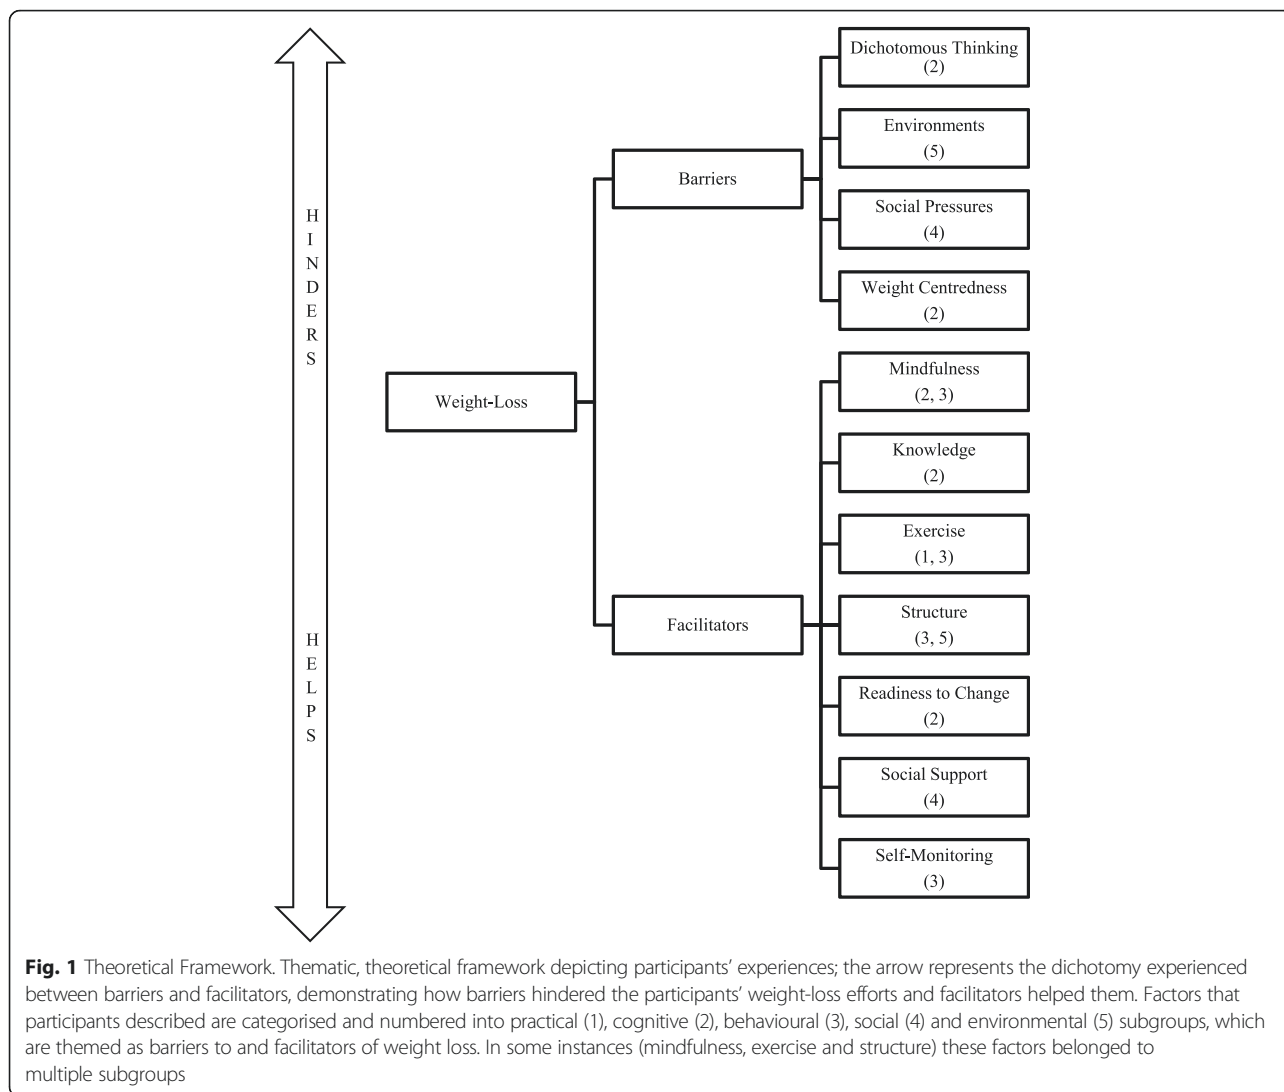 HINDERS
HELPS
Weight-Loss
Barriers
Dichotomous Thinking
(2)
Environments
(5)
Social Pressures
(4)
Weight Centredness
(2)
Facilitators
Mindfulness
(2, 3)
Knowledge
(2)
Exercise
(1, 3)
Structure
(3, 5)
Readiness to Change
(2)
Social Support
(4)
Self-Monitoring
(3)
Fig. 1 Theoretical Framework. Thematic, theoretical framework depicting participants’ experiences; the arrow represents the dichotomy experienced
between barriers and facilitators, demonstrating how barriers hindered the participants’ weight-loss efforts and facilitators helped them. Factors that
participants described are categorised and numbered into practical (1), cognitive (2), behavioural (3), social (4) and environmental (5) subgroups, which
are themed as barriers to and facilitators of weight loss. In some instances (mindfulness, exercise and structure) these factors belonged to
multiple subgroups